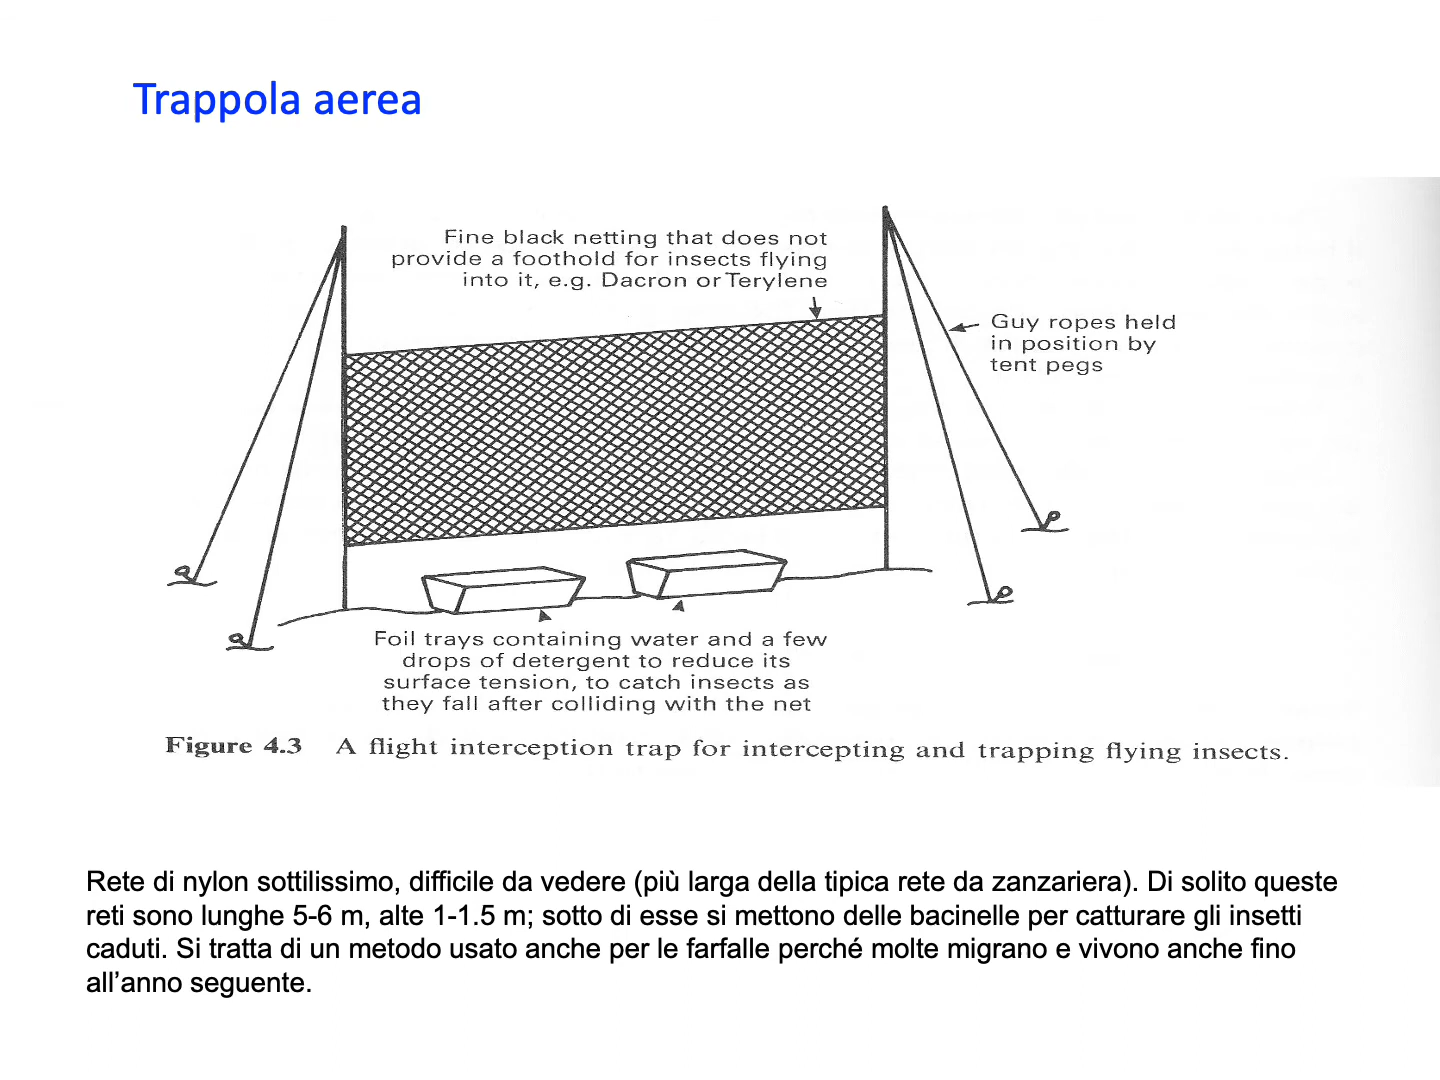 Trappola aerea
Fine black netting that does not
provide a foothold for insects flying
into it, e.g. Dacron or Terylene
Guy ropes held
in position by
tent pegs
Foil trays containing water and a few
drops of detergent to reduce its
surface tension, to catch insects as
they fall after colliding with the net
Figure 4.3 A flight interception trap for intercepting and trapping flying insects.
Rete di nylon sottilissimo, difficile da vedere (più larga della tipica rete da zanzariera). Di solito queste
reti sono lunghe 5-6 m, alte 1-1.5 m; sotto di esse si mettono delle bacinelle per catturare gli insetti
caduti. Si tratta di un metodo usato anche per le farfalle perché molte migrano e vivono anche fino
all’anno seguente.